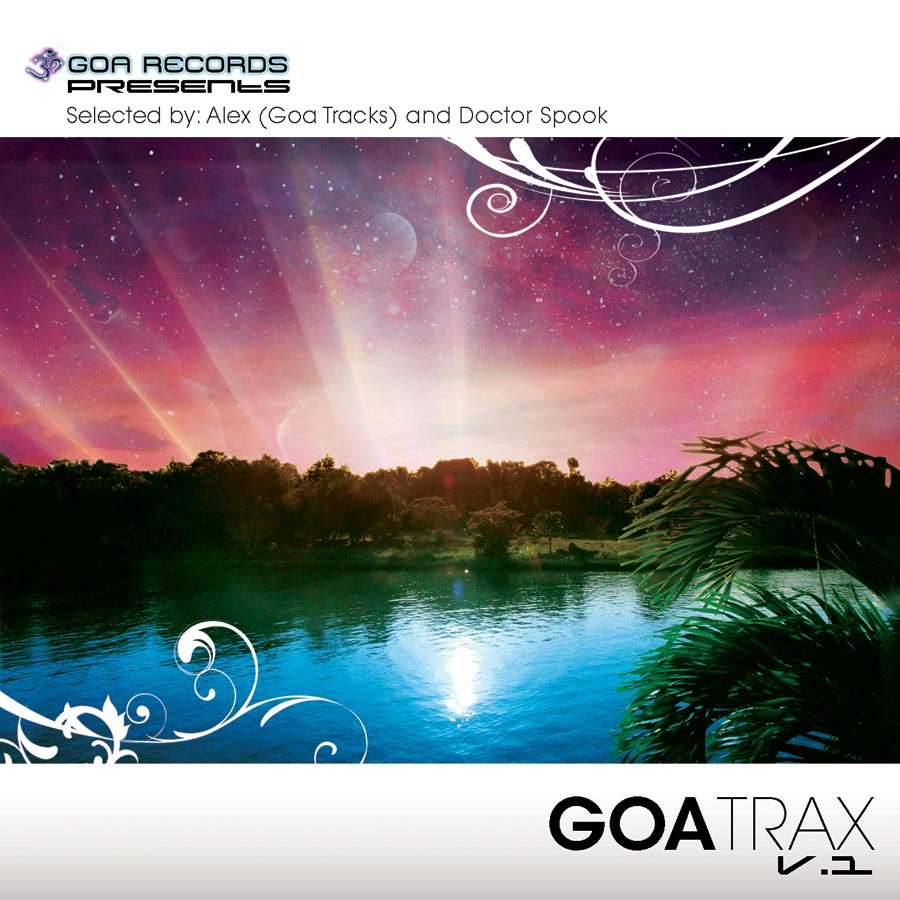 GOA RECORDS
PRESENTS
Selected by: Alex (Goa Tracks) and Doctor Spook
GOATRAX
V.1